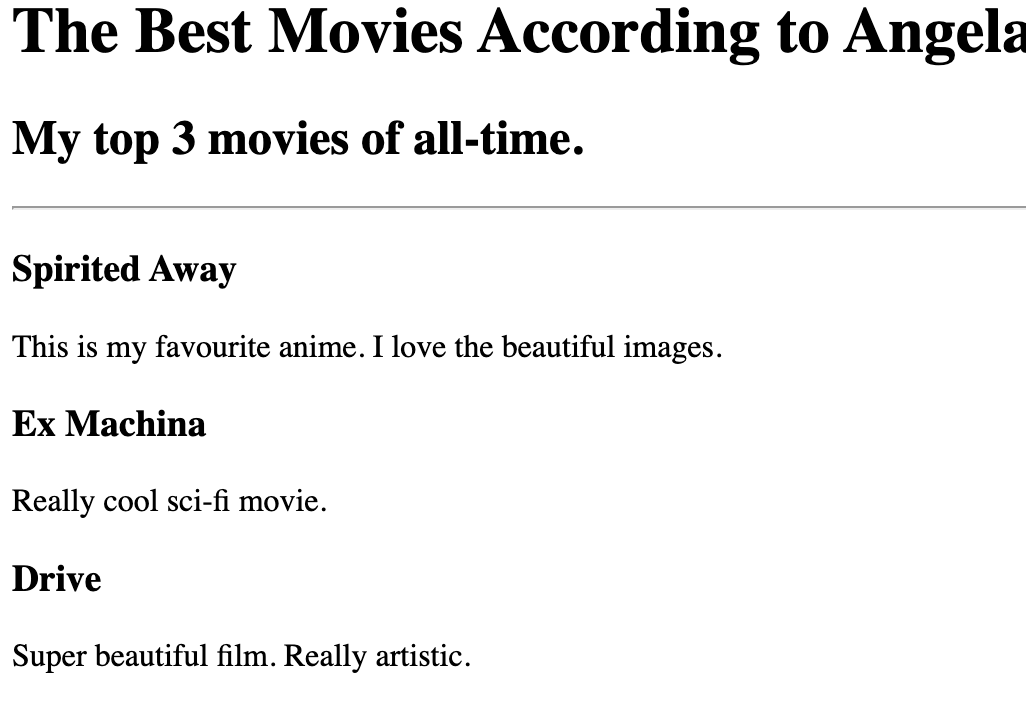 The Best Movies According to Angela
My top 3 movies of all-time.
Spirited Away
This is my favourite anime. I love the beautiful images.
Ex Machina
Really cool sci-fi movie.
Drive
Super beautiful film. Really artistic.